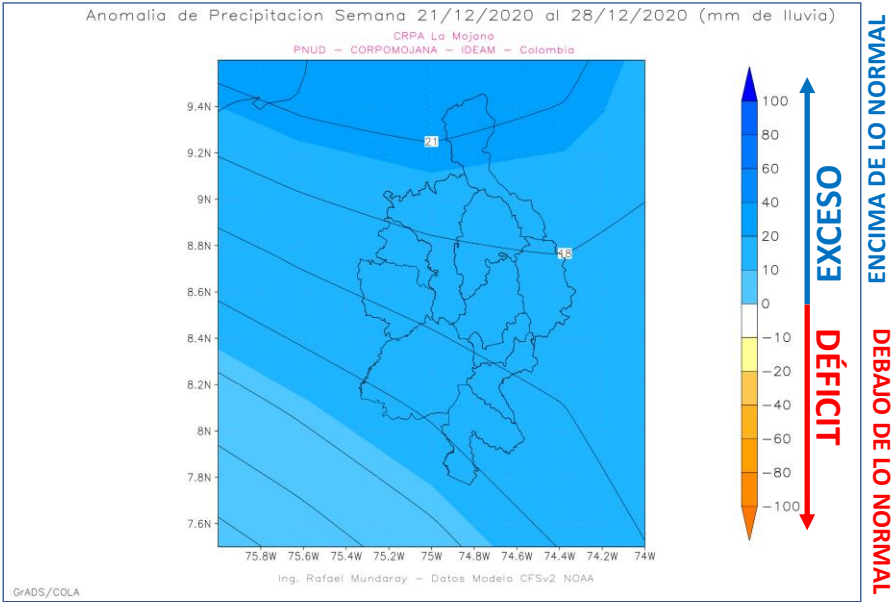 Anomalia de Precipitacion Semana 21/12/2020 al 28/12/2020 (mm de lluvia)
CRPA La Mojana
PNUD – CORPOMOJANA – IDEAM – Colombia
9.4N
9.2N
9N
8.8N
8.6N
8.4N
8.2N
8N
7.8N
7.6N
21
18
75.8W 75.6W 75.4W 75.2W 75W 74.8W 74.6W 74.4W 74.2W 74W
100
80
60
40
20
10
0
−10
−20
−40
−60
−80
−100
EXCESO
DÉFICIT
ENCIMA DE LO NORMAL
DEBAJO DE LO NORMAL
Ing. Rafael Mundaray – Datos Modelo CFSv2 NOAA
GrADS/COLA